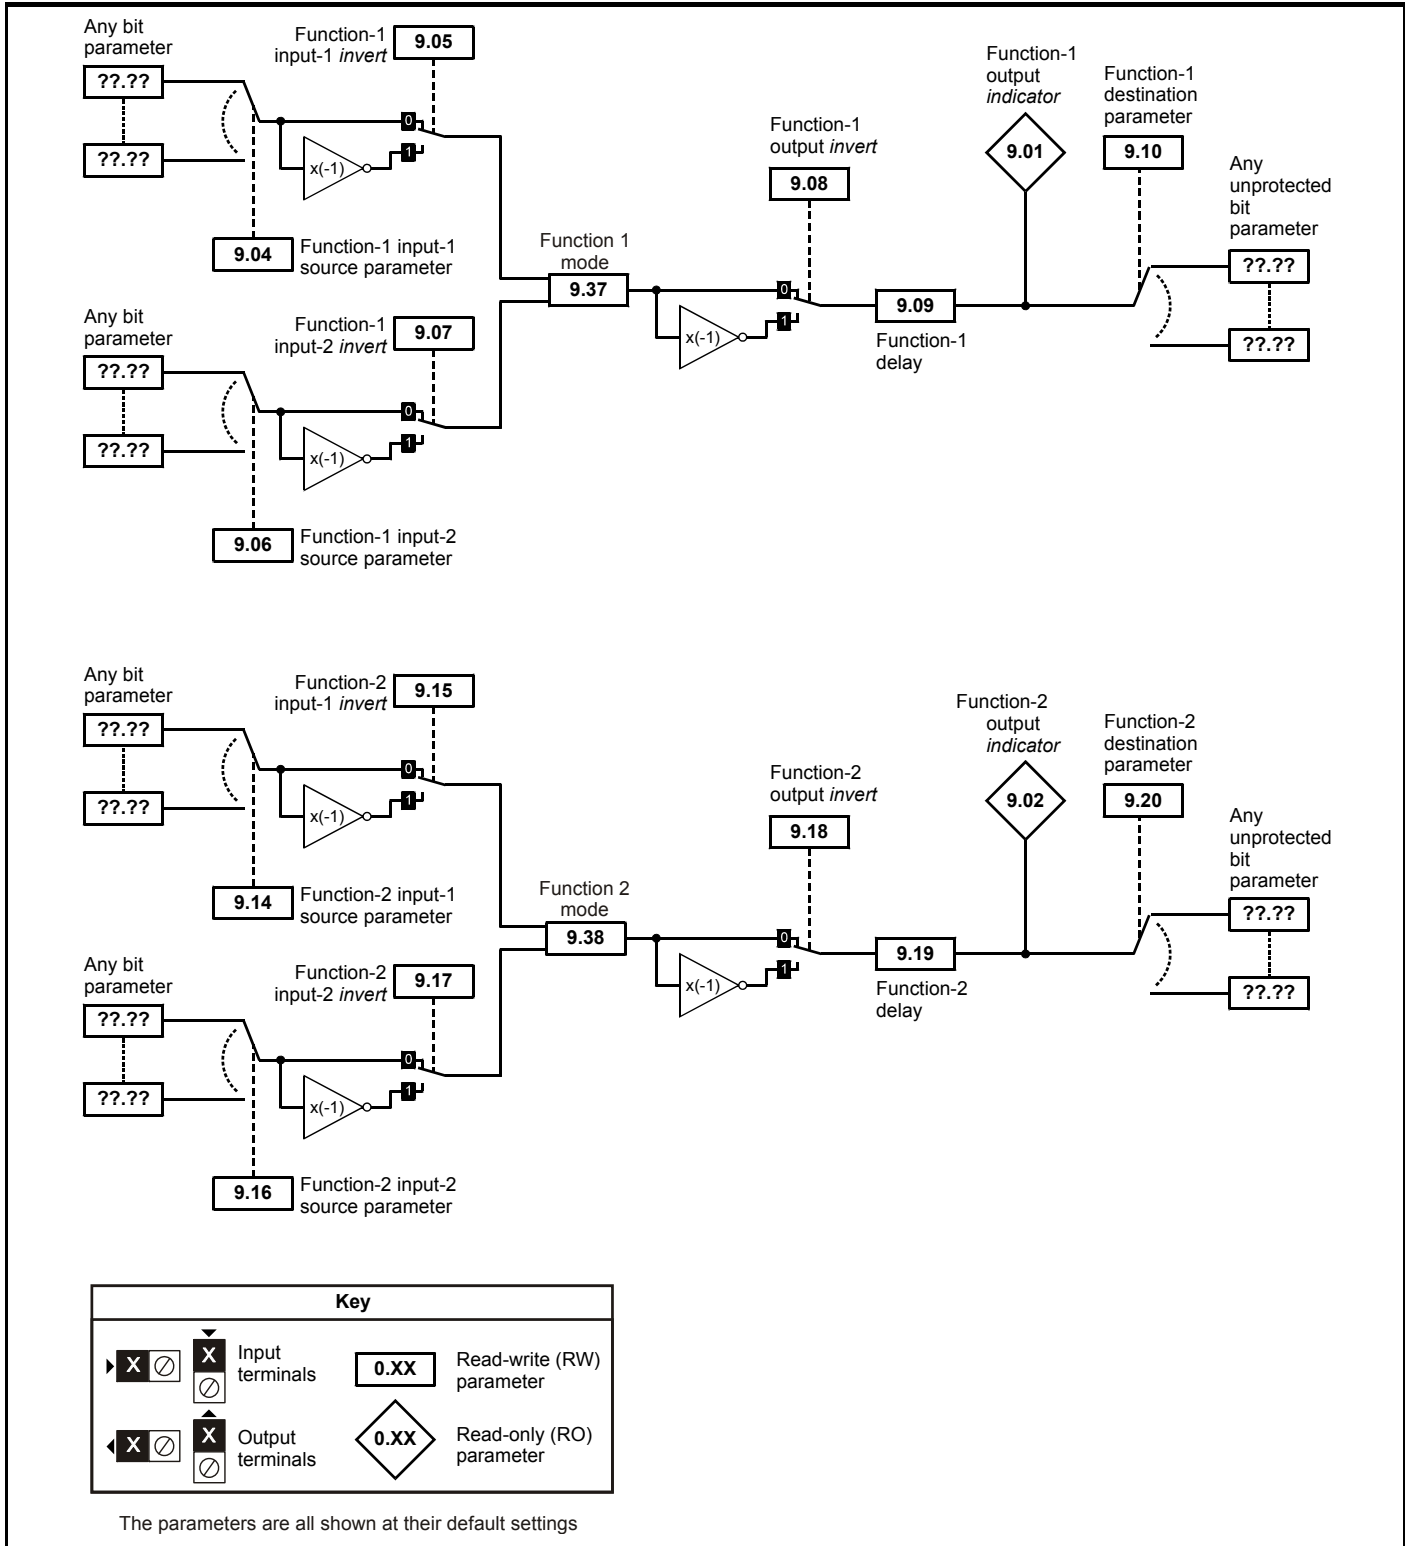 Any bit
parameter
??.??
??.??
Function-1
input-1 invert
9.05
0
1
x(-1)
9.04
Function-1 input-1
source parameter
Any bit
parameter
??.??
??.??
Function-1
input-2 invert
9.07
0
1
x(-1)
9.06
Function-1 input-2
source parameter
Function 1
mode
9.37
x(-1)
Function-1
output invert
9.08
0
1
9.09
Function-1
delay
Function-1
output
indicator
9.01
Function-1
destination
parameter
9.10
Any
unprotected
bit
parameter
??.??
??.??
Any bit
parameter
??.??
??.??
Function-2
input-1 invert
9.15
0
1
x(-1)
9.14
Function-2 input-1
source parameter
Any bit
parameter
??.??
??.??
Function-2
input-2 invert
9.17
0
1
x(-1)
9.16
Function-2 input-2
source parameter
Function 2
mode
9.38
x(-1)
Function-2
output invert
9.18
0
1
9.19
Function-2
delay
Function-2
output
indicator
9.02
Function-2
destination
parameter
9.20
Any
unprotected
bit
parameter
??.??
??.??
Key
X
X
Input
terminals
0.XX
Read-write (RW)
parameter
X
X
Output
terminals
0.XX
Read-only (RO)
parameter
The parameters are all shown at their default settings